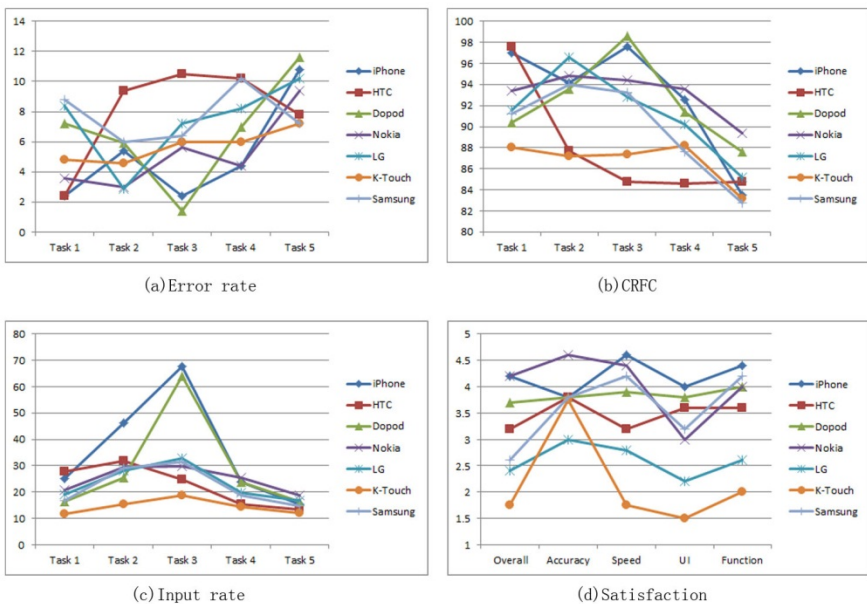 14
12
10
8
6
4
2
0
Task 1 Task 2 Task 3 Task 4 Task 5
iPhone
HTC
Dopod
Nokia
LG
K-Touch
Samsung
(a)Error rate
100
98
96
94
92
90
88
86
84
82
80
Task 1 Task 2 Task 3 Task 4 Task 5
iPhone
HTC
Dopod
Nokia
LG
K-Touch
Samsung
(b)CRFC
80
70
60
50
40
30
20
10
0
Task 1 Task 2 Task 3 Task 4 Task 5
iPhone
HTC
Dopod
Nokia
LG
K-Touch
Samsung
(c)Input rate
5
4.5
4
3.5
3
2.5
2
1.5
1
Overall Accuracy Speed UI Function
iPhone
HTC
Dopod
Nokia
LG
K-Touch
Samsung
(d)Satisfaction